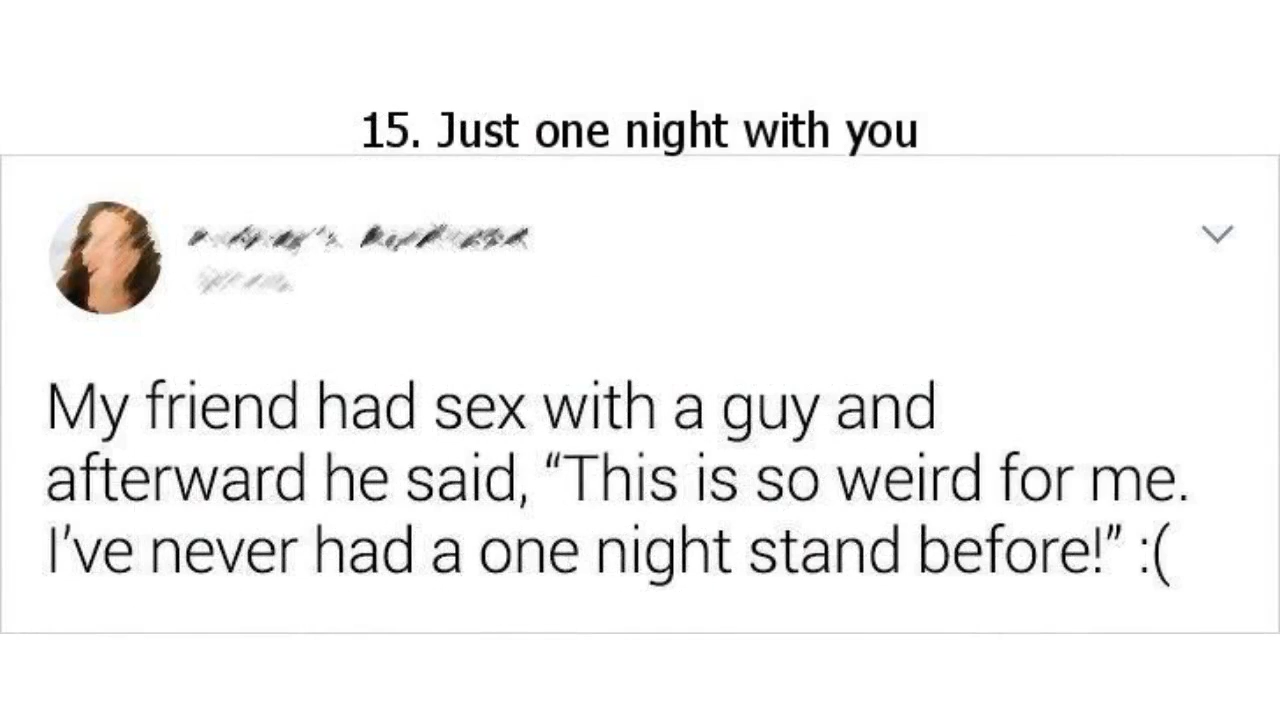 15. Just one night with you
My friend had sex with a guy and
afterward he said, “This is so weird for me.
I’ve never had a one night stand before!” :(